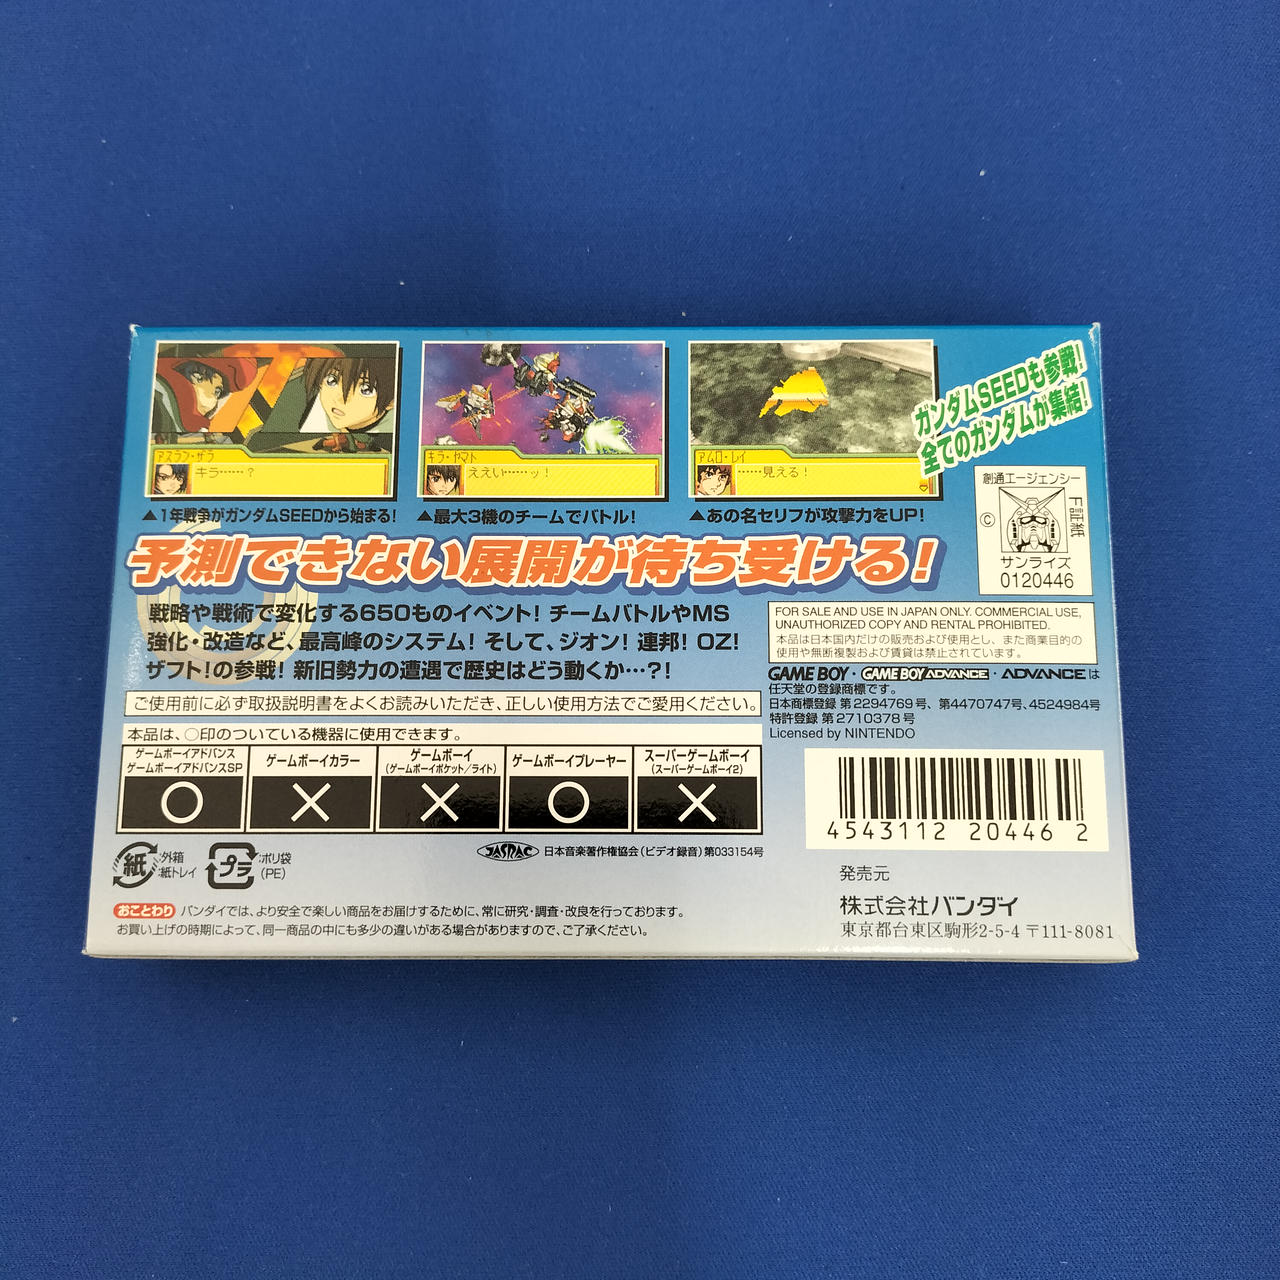 アスラン・ザラ
キラ……？
キラ・ヤマト
ええい……ッ！
アムロ・レイ
……見える！
ガンダムSEEDも参戦！
全てのガンダムが集結！
▲1年戦争がガンダムSEEDから始まる！
▲最大3機のチームでバトル！
▲あの名セリフが攻撃力をUP！
創通エージェンシー
©
F証紙
サンライズ
0120446
予測できない展開が待ち受ける！
戦略や戦術で変化する650ものイベント！ チームバトルやMS
強化・改造など、最高峰のシステム！ そして、ジオン！ 連邦！ OZ！
ザフト！の参戦！ 新旧勢力の遭遇で歴史はどう動くか…？！
FOR SALE AND USE IN JAPAN ONLY. COMMERCIAL USE,
UNAUTHORIZED COPY AND RENTAL PROHIBITED.
本品は日本国内だけの販売および使用とし、また商業目的の
使用や無断複製および賃貸は禁止されています。
GAME BOY・GAME BOY ADVANCE・ADVANCEは
任天堂の登録商標です。
日本商標登録 第2294769号、第4470747号、4524984号
特許登録 第2710378号
Licensed by NINTENDO
ご使用前に必ず取扱説明書をよくお読みいただき、正しい使用方法でご愛用ください。
本品は、○印のついている機器に使用できます。
ゲームボーイアドバンス
ゲームボーイアドバンスSP
ゲームボーイカラー
ゲームボーイ
（ゲームボーイポケット／ライト）
ゲームボーイプレーヤー
スーパーゲームボーイ
（スーパーゲームボーイ2）
○ × × ○ ×
4543112 204462
紙
:外箱
:紙トレイ
プラ
:ポリ袋
（PE）
JASRAC
日本音楽著作権協会（ビデオ録音）第033154号
おことわり バンダイでは、より安全で楽しい商品をお届けするために、常に研究・調査・改良を行っております。
お買い上げの時期によって、同一商品の中にも多少の違いがある場合がありますので、ご了承ください。
発売元
株式会社バンダイ
東京都台東区駒形2-5-4 〒111-8081